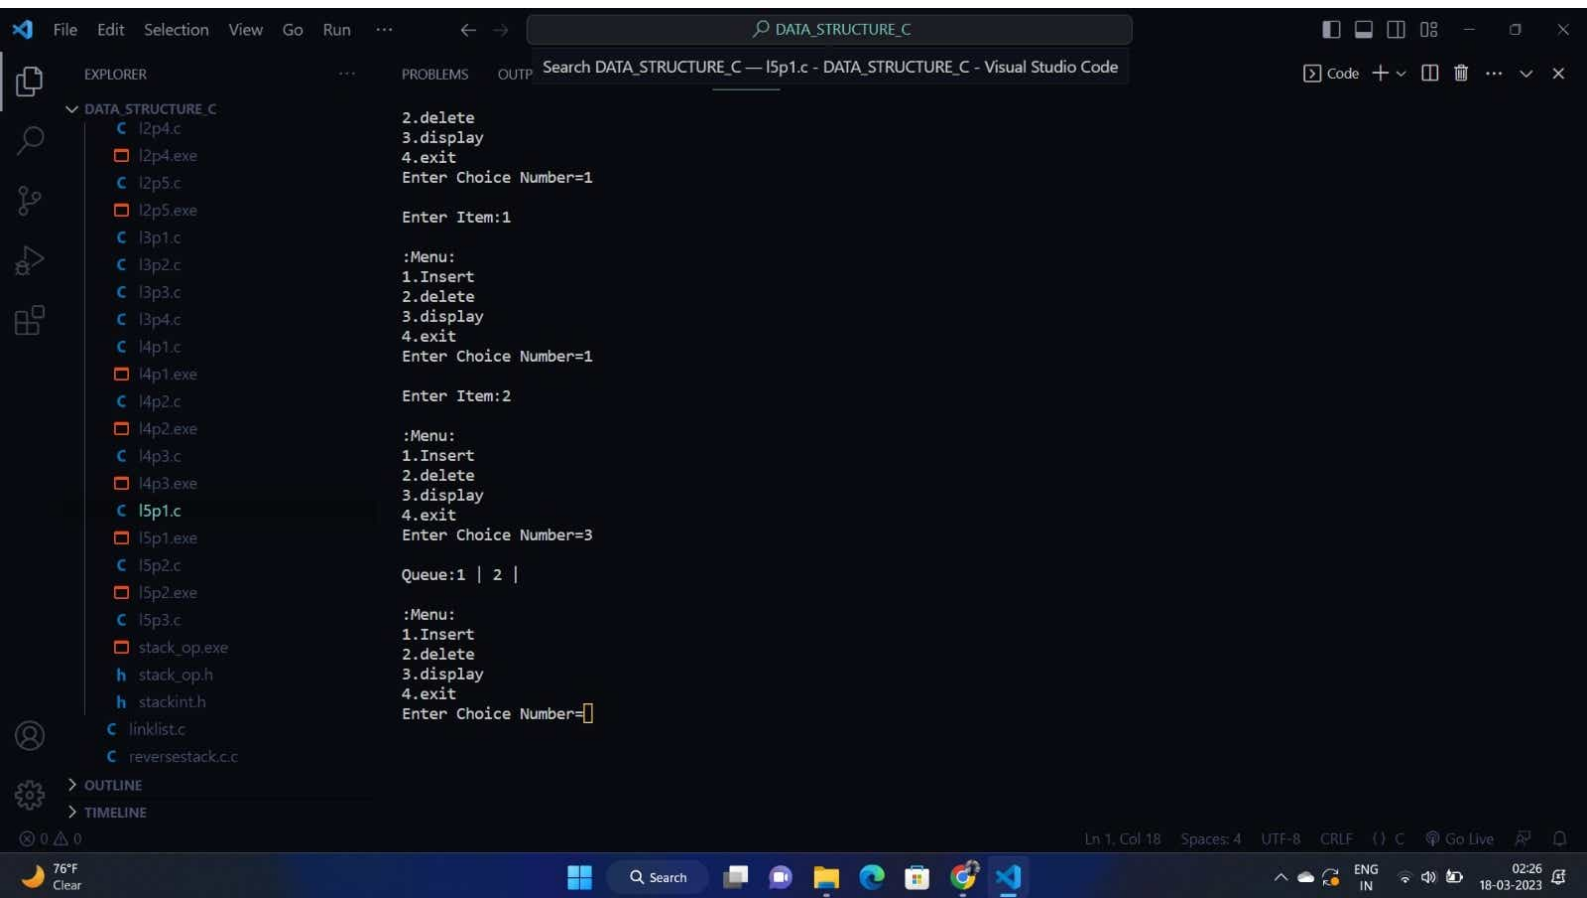 File Edit Selection View Go Run ···
DATA_STRUCTURE_C
Search DATA_STRUCTURE_C — l5p1.c - DATA_STRUCTURE_C - Visual Studio Code
EXPLORER ···
DATA_STRUCTURE_C
C l2p4.c
l2p4.exe
C l2p5.c
l2p5.exe
C l3p1.c
C l3p2.c
C l3p3.c
C l3p4.c
C l4p1.c
l4p1.exe
C l4p2.c
l4p2.exe
C l4p3.c
l4p3.exe
C l5p1.c
l5p1.exe
C l5p2.c
l5p2.exe
C l5p3.c
stack_op.exe
h stack_op.h
h stackint.h
C linklist.c
C reversestack.c.c
OUTLINE
TIMELINE
PROBLEMS OUTP
Code
2.delete
3.display
4.exit
Enter Choice Number=1
Enter Item:1
:Menu:
1.Insert
2.delete
3.display
4.exit
Enter Choice Number=1
Enter Item:2
:Menu:
1.Insert
2.delete
3.display
4.exit
Enter Choice Number=3
Queue:1 | 2 |
:Menu:
1.Insert
2.delete
3.display
4.exit
Enter Choice Number=
0 0
Ln 1, Col 18 Spaces: 4 UTF-8 CRLF {} C Go Live
76°F
Clear
Search
ENG
IN
02:26
18-03-2023